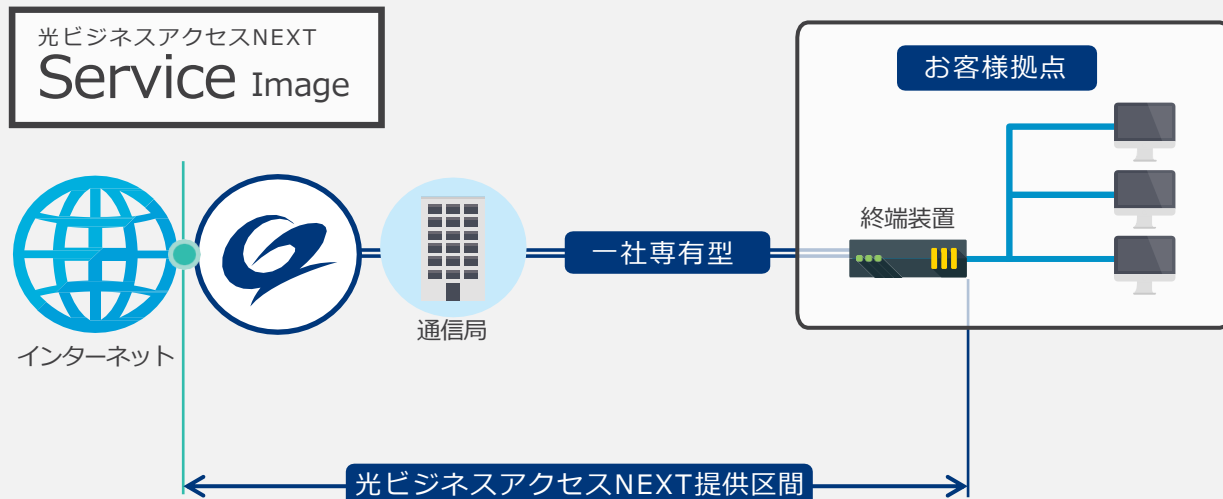 光ビジネスアクセスNEXT
Service Image
お客様拠点
終端装置
一社専有型
通信局
インターネット
光ビジネスアクセスNEXT提供区間